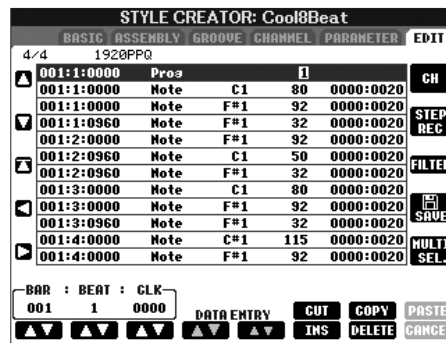 STYLE CREATOR: Cool8Beat
BASIC ASSEMBLY GROOVE CHANNEL PARAMETER EDIT
4/4 1920PPQ
001:1:0000 Prog 1
001:1:0000 Note C1 80 0000:0020
001:1:0000 Note F#1 92 0000:0020
001:1:0960 Note F#1 32 0000:0020
001:2:0000 Note F#1 92 0000:0020
001:2:0960 Note C1 50 0000:0020
001:2:0960 Note F#1 32 0000:0020
001:3:0000 Note C1 80 0000:0020
001:3:0000 Note F#1 92 0000:0020
001:3:0960 Note F#1 32 0000:0020
001:4:0000 Note C#1 115 0000:0020
001:4:0000 Note F#1 92 0000:0020
CH
STEP
REC
FILTER
SAVE
MULTI
SEL.
BAR : BEAT : CLK
001 1 0000
DATA ENTRY
CUT COPY PASTE
INS DELETE CANCEL